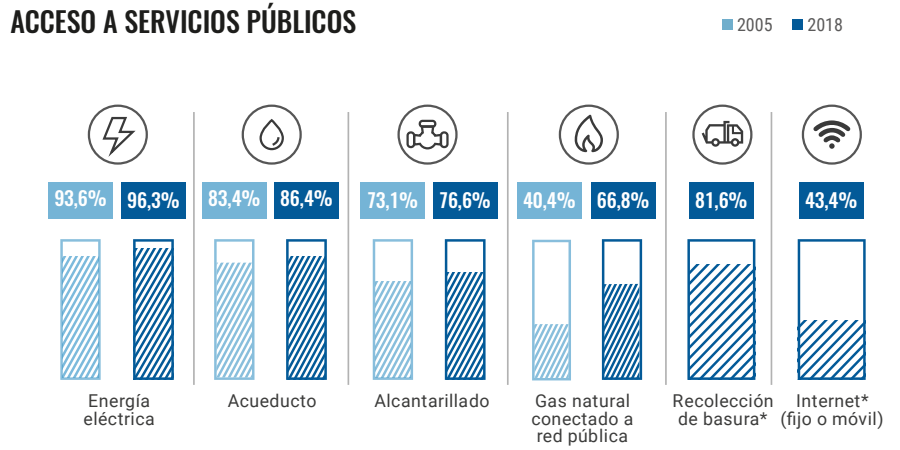 ACCESO A SERVICIOS PÚBLICOS
2005 2018
93,6% 96,3% 83,4% 86,4% 73,1% 76,6% 40,4% 66,8% 81,6% 43,4%
Energía
eléctrica
Acueducto
Alcantarillado
Gas natural
conectado a
red pública
Recolección
de basura*
Internet*
(fijo o móvil)